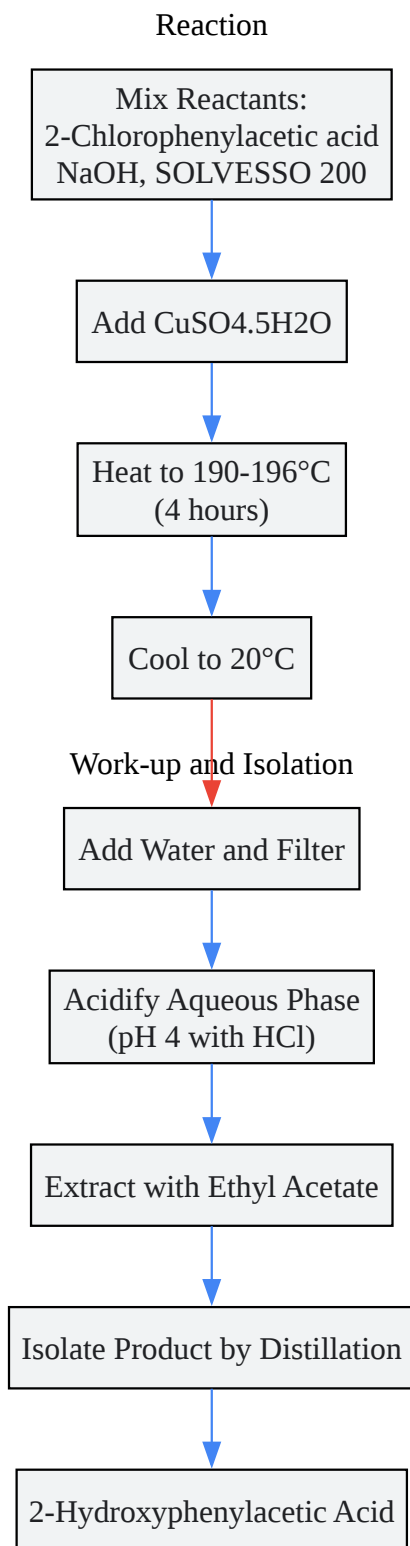 Reaction
Mix Reactants:
2-Chlorophenylacetic acid
NaOH, SOLVESSO 200
Add CuSO4.5H2O
Heat to 190-196°C
(4 hours)
Cool to 20°C
Work-up and Isolation
Add Water and Filter
Acidify Aqueous Phase
(pH 4 with HCl)
Extract with Ethyl Acetate
Isolate Product by Distillation
2-Hydroxyphenylacetic Acid